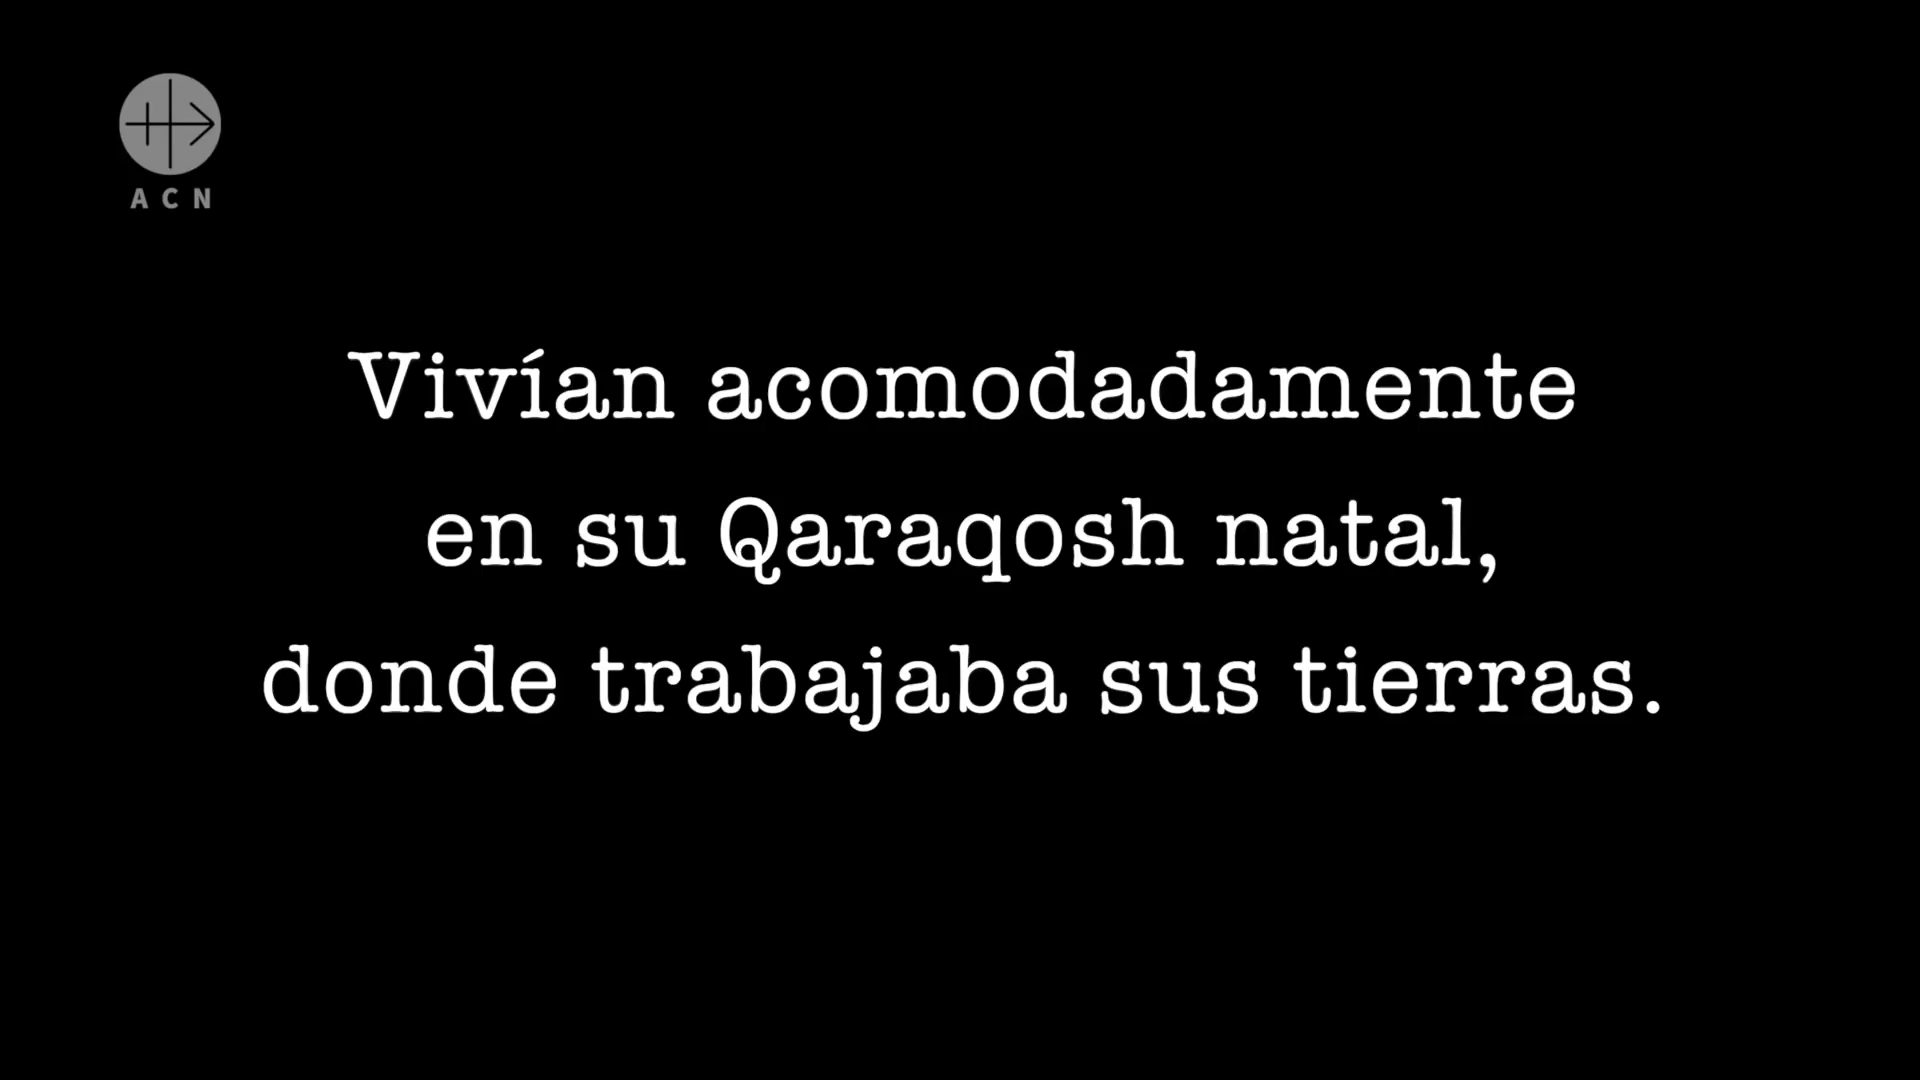 ACN
Vivían acomodadamente
en su Qaraqosh natal,
donde trabajaba sus tierras.